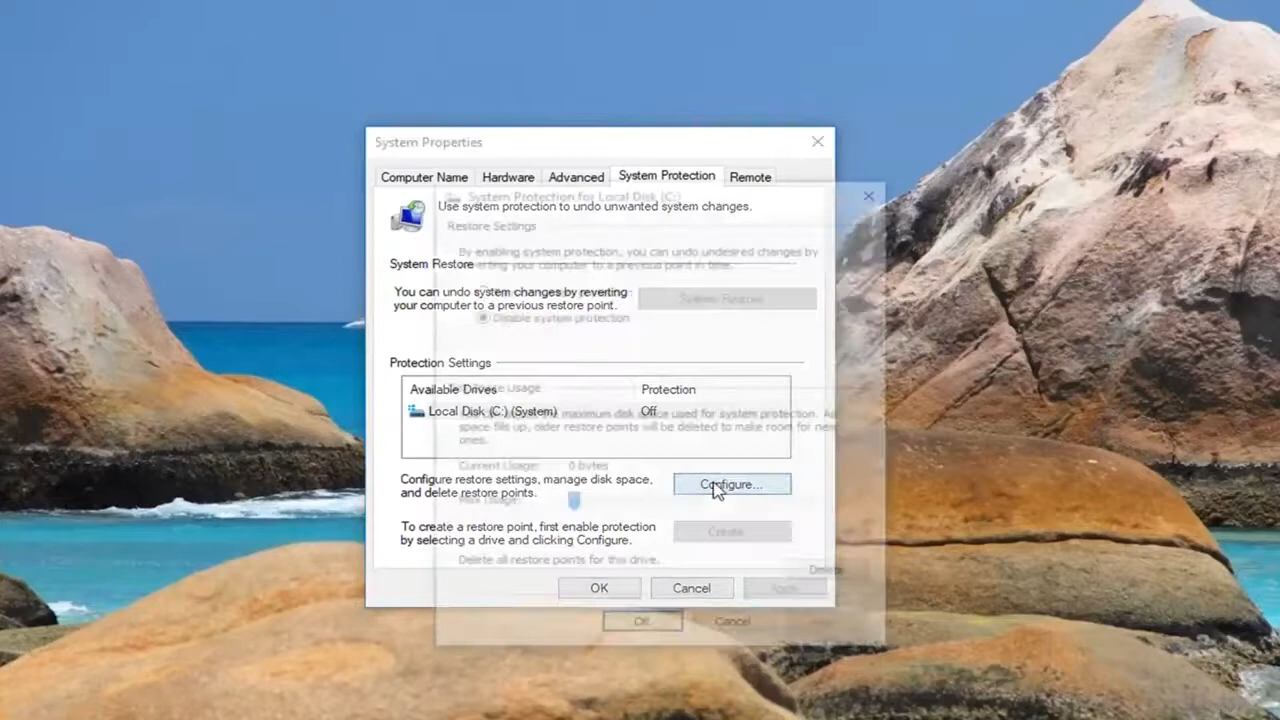 System Properties
Computer Name
Hardware
Advanced
System Protection
Remote
System Protection for Local Disk (C:)
Use system protection to undo unwanted system changes.
Restore Settings
By enabling system protection, you can undo undesired changes by
your computer to a previous point in time.
System Restore
You can undo system changes by reverting
your computer to a previous restore point.
System Restore
Disable system protection
Protection Settings
Usage
Available Drives
Protection
Local Disk (C:) (System)
Off
maximum disk space used for system protection. As
space fills up, older restore points will be deleted to make room for new
ones.
Current Usage:
0 bytes
Configure restore settings, manage disk space,
and delete restore points.
Configure...
Max Usage:
To create a restore point, first enable protection
by selecting a drive and clicking Configure.
Create...
Delete all restore points for this drive.
Delete
OK
Cancel
Apply
OK
Cancel